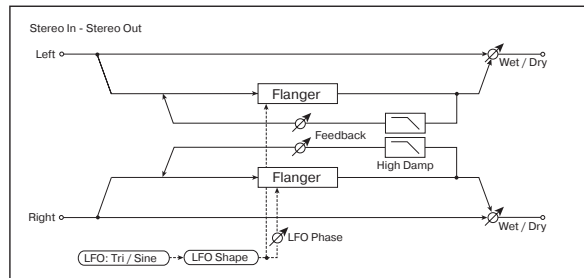 Stereo In - Stereo Out
Left
Wet / Dry
Flanger
Feedback
High Damp
Flanger
Right
Wet / Dry
LFO Phase
LFO: Tri / Sine
LFO Shape